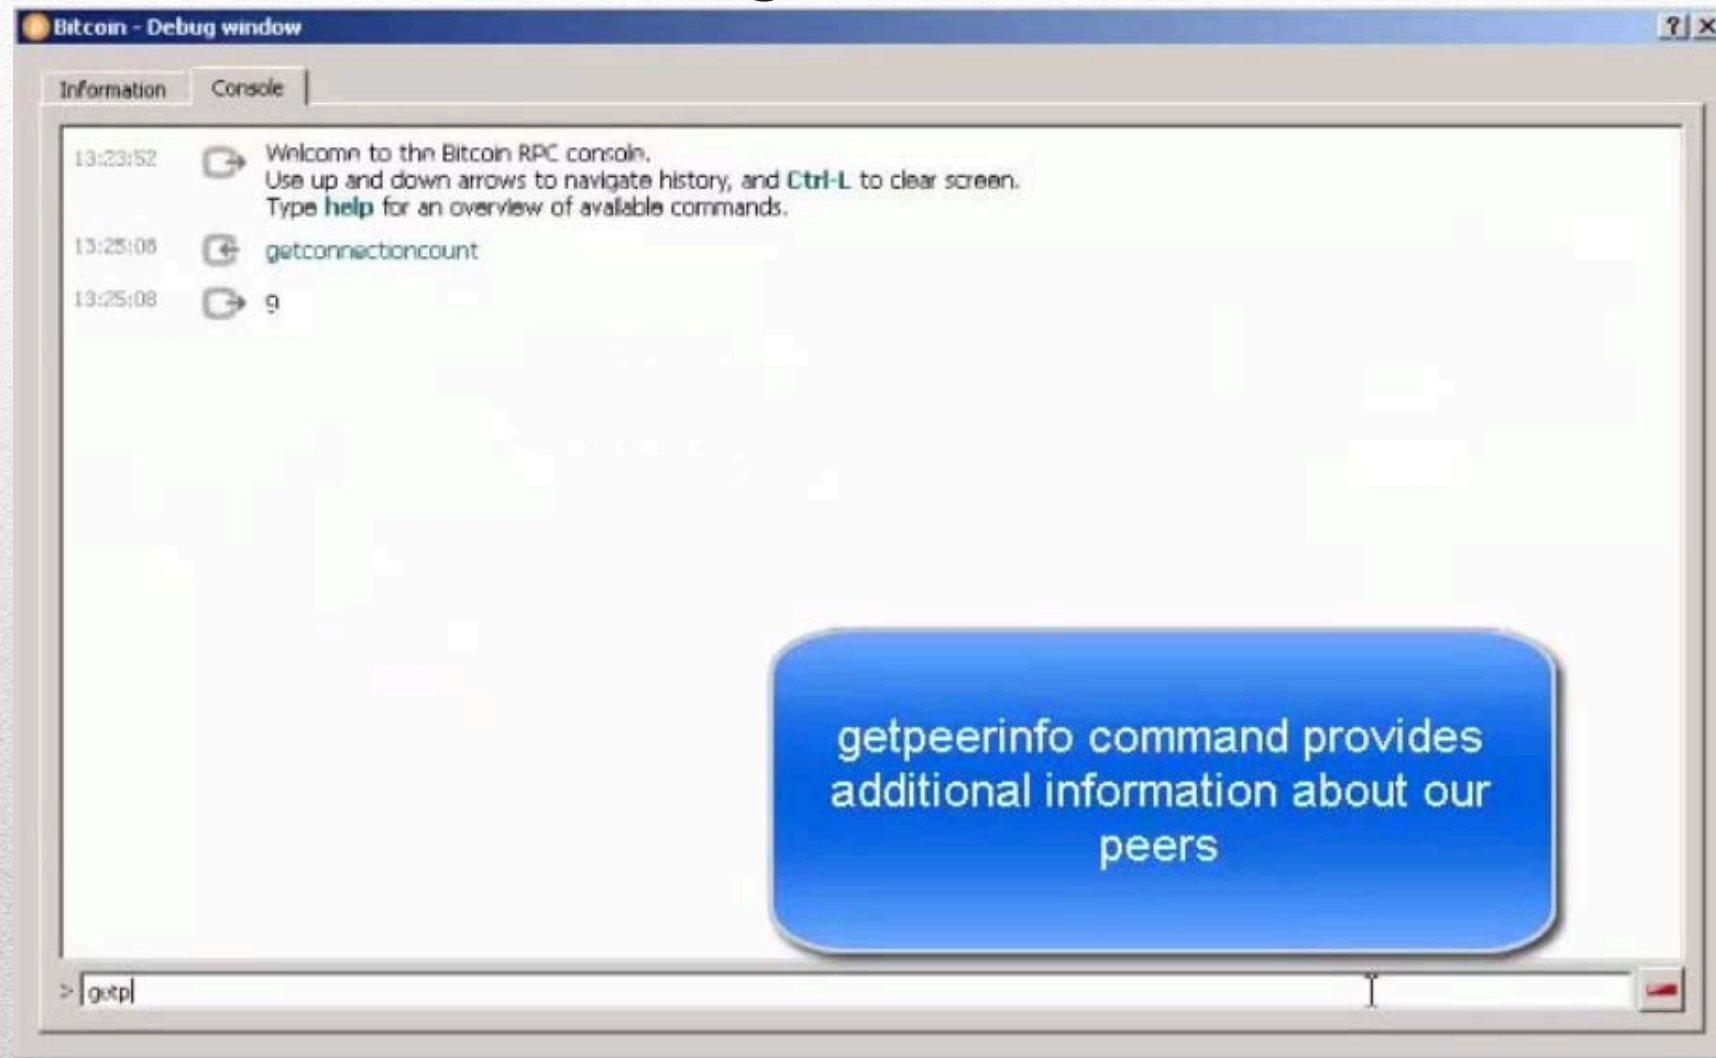 Bitcoin - Debug window
Information Console
13:23:52 Welcome to the Bitcoin RPC console.
Use up and down arrows to navigate history, and Ctrl-L to clear screen.
Type help for an overview of available commands.
13:25:08 getconnectioncount
13:25:08 9
getpeerinfo command provides
additional information about our
peers
> getp